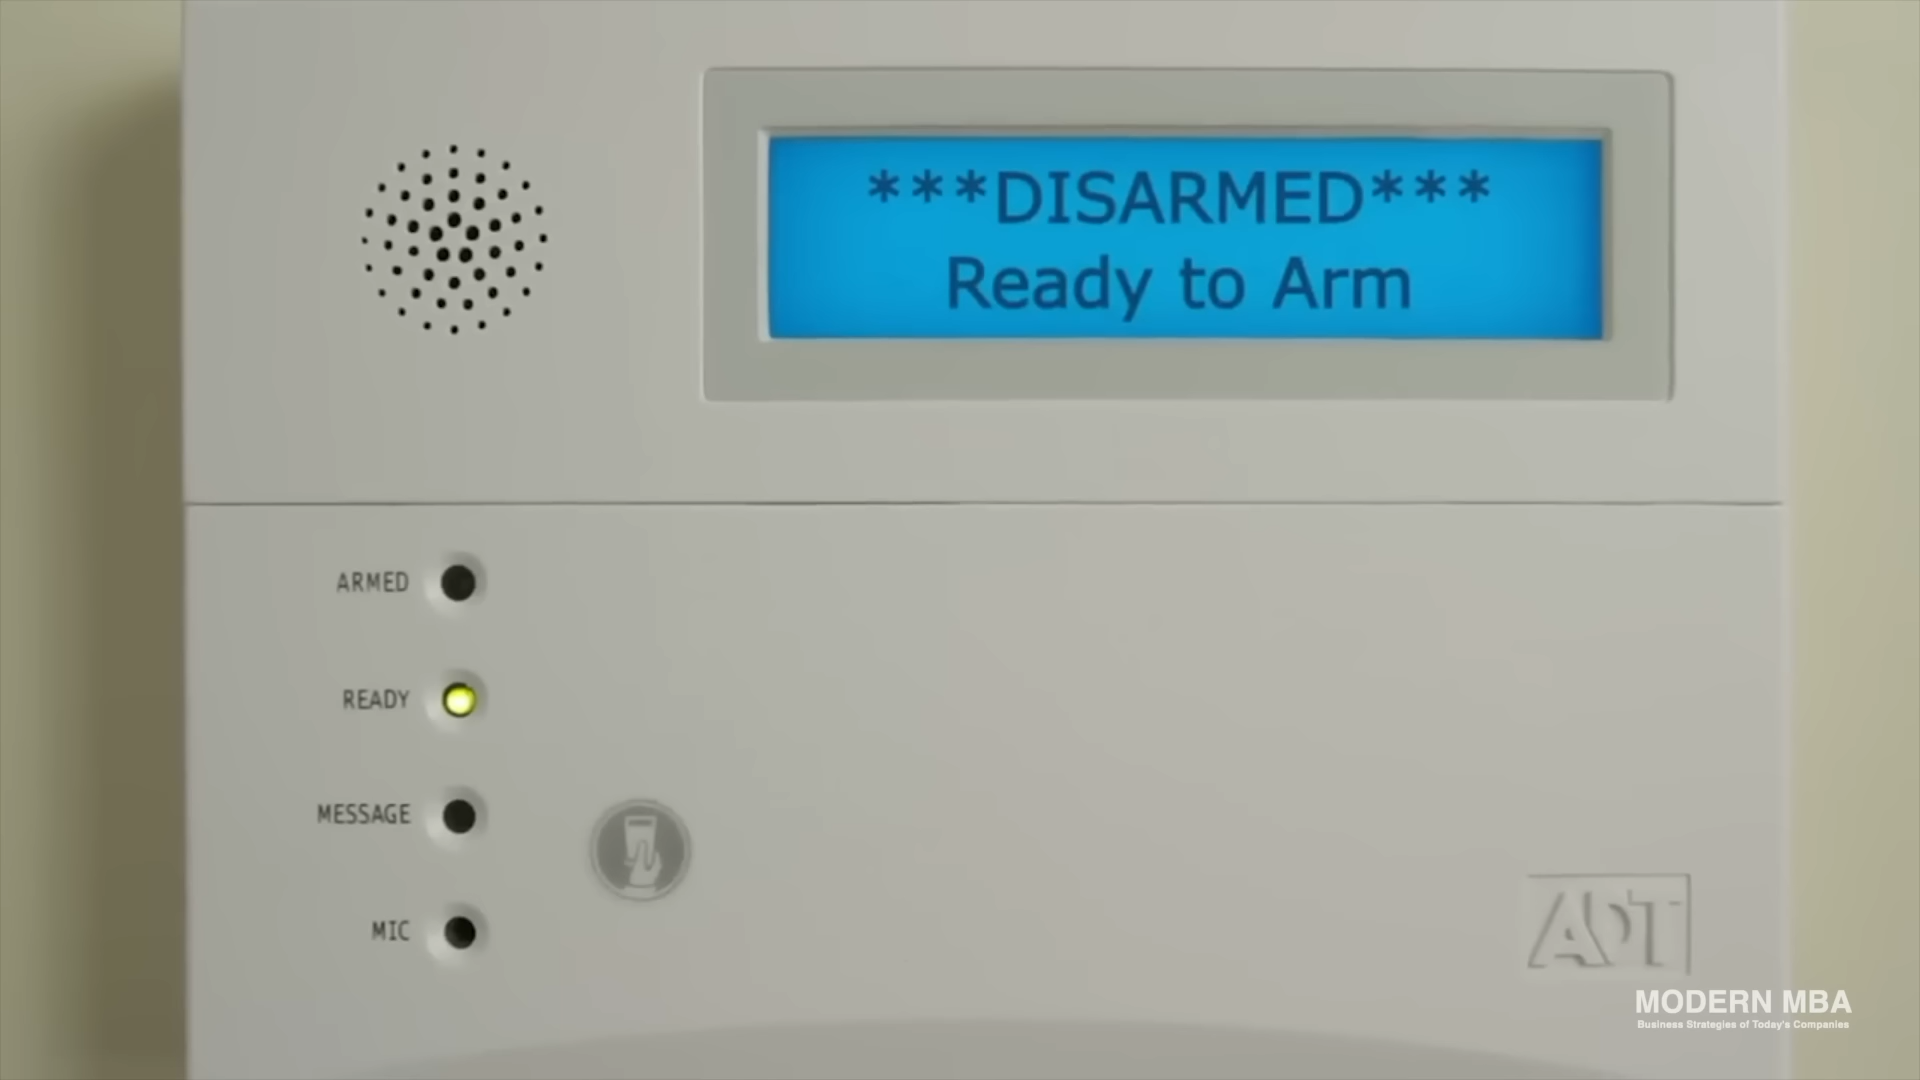 ***DISARMED***
Ready to Arm
ARMED
READY
MESSAGE
MIC
ADT
MODERN MBA
Business Strategies of Today's Companies